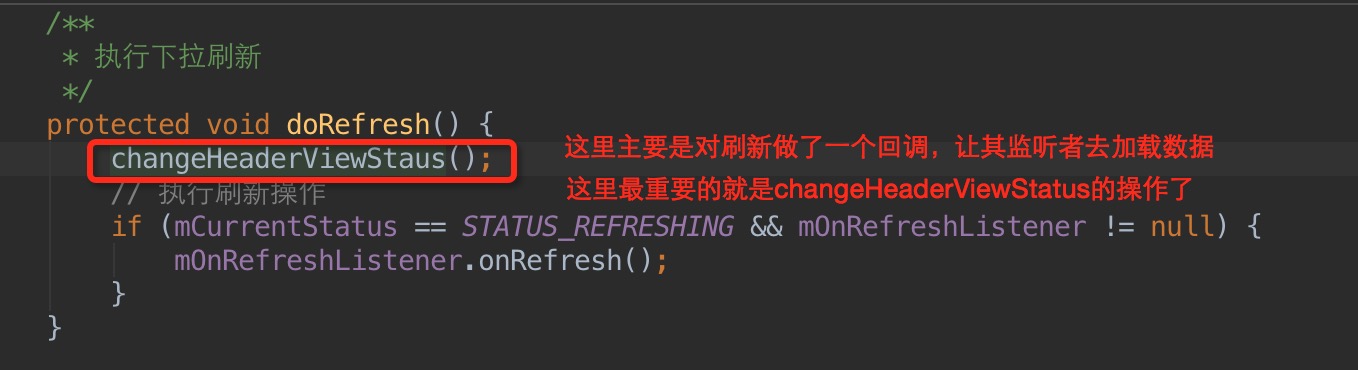 /**
* 执行下拉刷新
*/
protected void doRefresh() {
changeHeaderViewStaus(); 这里主要是对刷新做了一个回调，让其监听者去加载数据
// 执行刷新操作 这里最重要的就是changeHeaderViewStatus的操作了
if (mCurrentStatus == STATUS_REFRESHING && mOnRefreshListener != null) {
mOnRefreshListener.onRefresh();
}
}